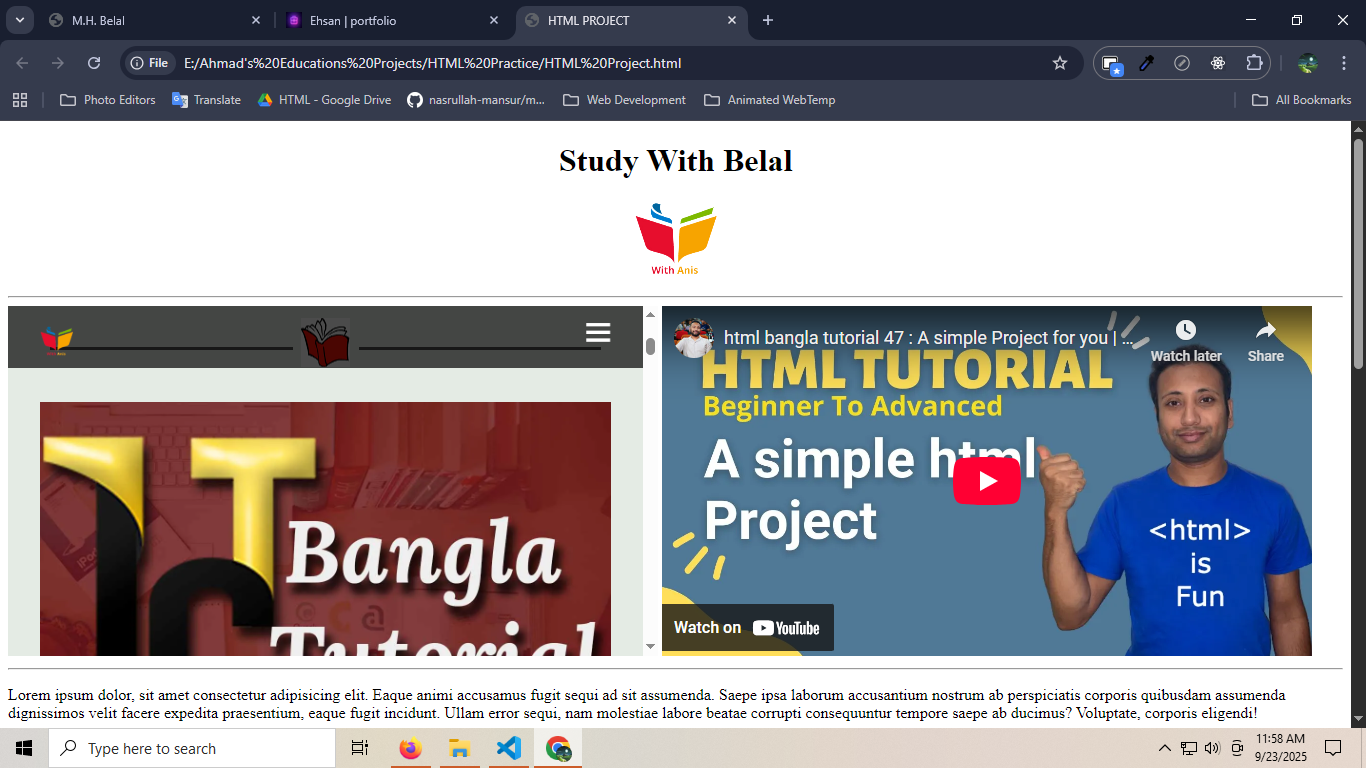 M.H. Belal
Ehsan | portfolio
HTML PROJECT
File
E:/Ahmad's%20Educations%20Projects/HTML%20Practice/HTML%20Project.html
Photo Editors
Translate
HTML - Google Drive
nasrullah-mansur/m...
Web Development
Animated WebTemp
All Bookmarks
Study With Belal
With Anis
Bangla
Tutorial
html bangla tutorial 47 : A simple Project for you | ...
Watch later
Share
HTML TUTORIAL
Beginner To Advanced
A simple html
Project
<html>
is
Fun
Watch on YouTube
Lorem ipsum dolor, sit amet consectetur adipisicing elit. Eaque animi accusamus fugit sequi ad sit assumenda. Saepe ipsa laborum accusantium nostrum ab perspiciatis corporis quibusdam assumenda
dignissimos velit facere expedita praesentium, eaque fugit incidunt. Ullam error sequi, nam molestiae labore beatae corrupti consequuntur tempore saepe ab ducimus? Voluptate, corporis eligendi!
Type here to search
11:58 AM
9/23/2025